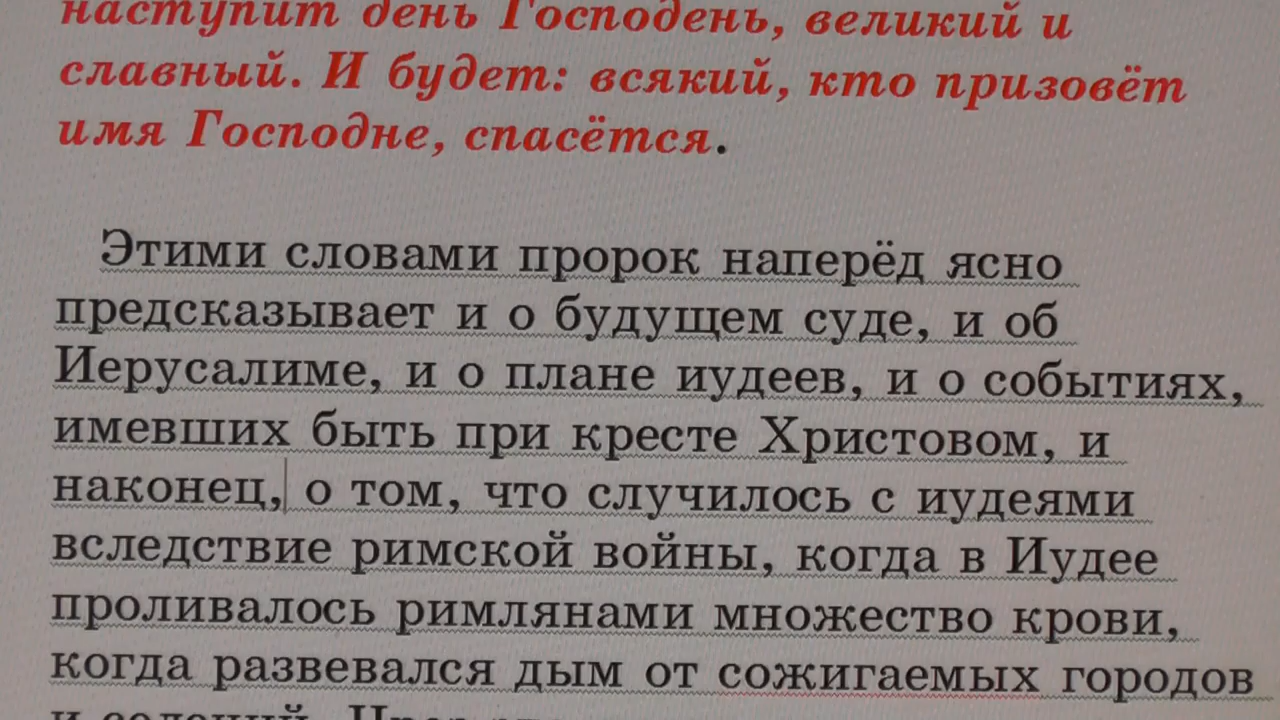 наступит день Господень, великий и
славный. И будет: всякий, кто призовёт
имя Господне, спасётся.
Этими словами пророк наперёд ясно
предсказывает и о будущем суде, и об
Иерусалиме, и о плане иудеев, и о событиях,
имевших быть при кресте Христовом, и
наконец, о том, что случилось с иудеями
вследствие римской войны, когда в Иудее
проливалось римлянами множество крови,
когда развевался дым от сожигаемых городов
и